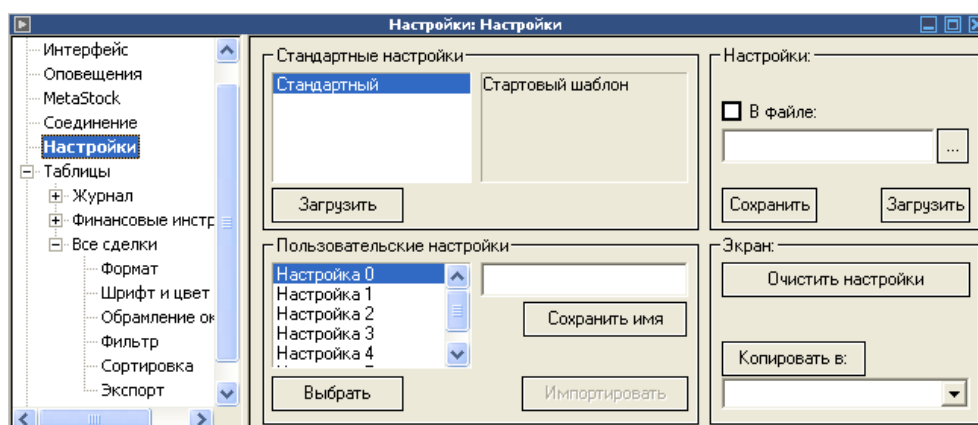 Настройки: Настройки
Интерфейс
Оповещения
MetaStock
Соединение
Настройки
Таблицы
Журнал
Финансовые инстр
Все сделки
Формат
Шрифт и цвет
Обрамление ок
Фильтр
Сортировка
Экспорт
Стандартные настройки
Стандартный
Стартовый шаблон
Загрузить
Настройки:
В файле:
...
Сохранить
Загрузить
Пользовательские настройки
Настройка 0
Настройка 1
Настройка 2
Настройка 3
Настройка 4
Сохранить имя
Выбрать
Импортировать
Экран:
Очистить настройки
Копировать в: